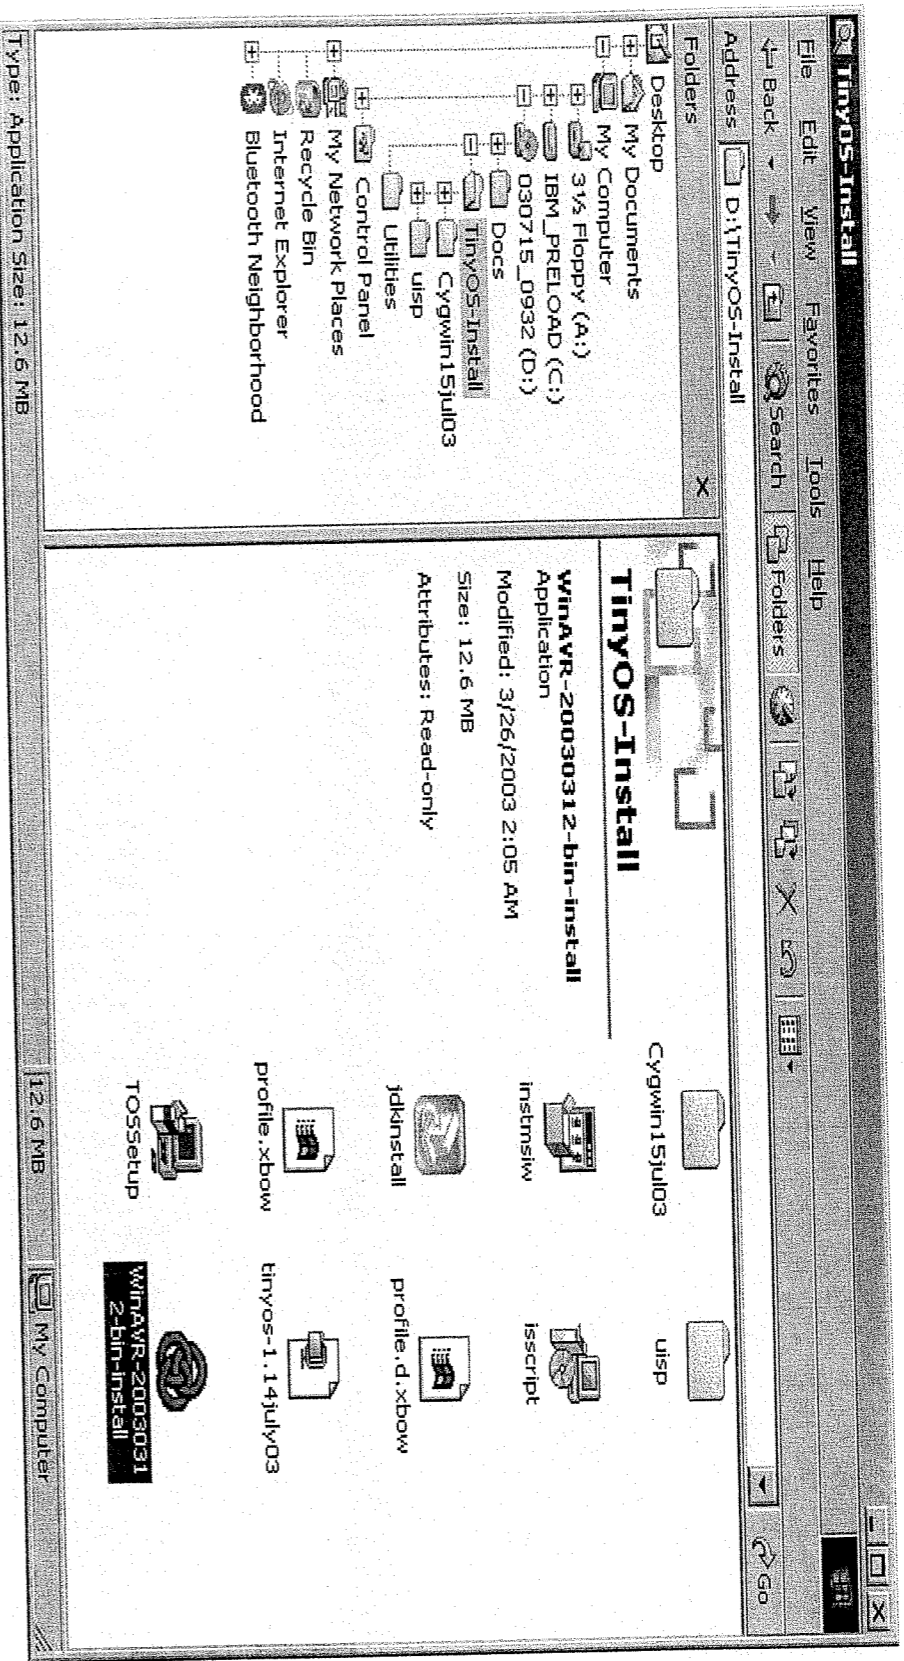 TinyOS-Install
File Edit View Favorites Tools Help
Back Search Folders
Address D:\TinyOS-Install Go
Folders
Desktop
My Documents
My Computer
3½ Floppy (A:)
IBM_PRELOAD (C:)
030715_0932 (D:)
Docs
TinyOS-Install
Cygwin15jul03
uisp
Utilities
Control Panel
My Network Places
Recycle Bin
Internet Explorer
Bluetooth Neighborhood
TinyOS-Install
WinAVR-20030312-bin-install
Application
Modified: 3/26/2003 2:05 AM
Size: 12.6 MB
Attributes: Read-only
Cygwin15jul03
uisp
instmsiw
isscript
jdkinstall
profile.d.xbow
profile.xbow
tinyos-1.14july03
TOSSetup
WinAVR-2003031
2-bin-install
Type: Application Size: 12.6 MB
12.6 MB
My Computer